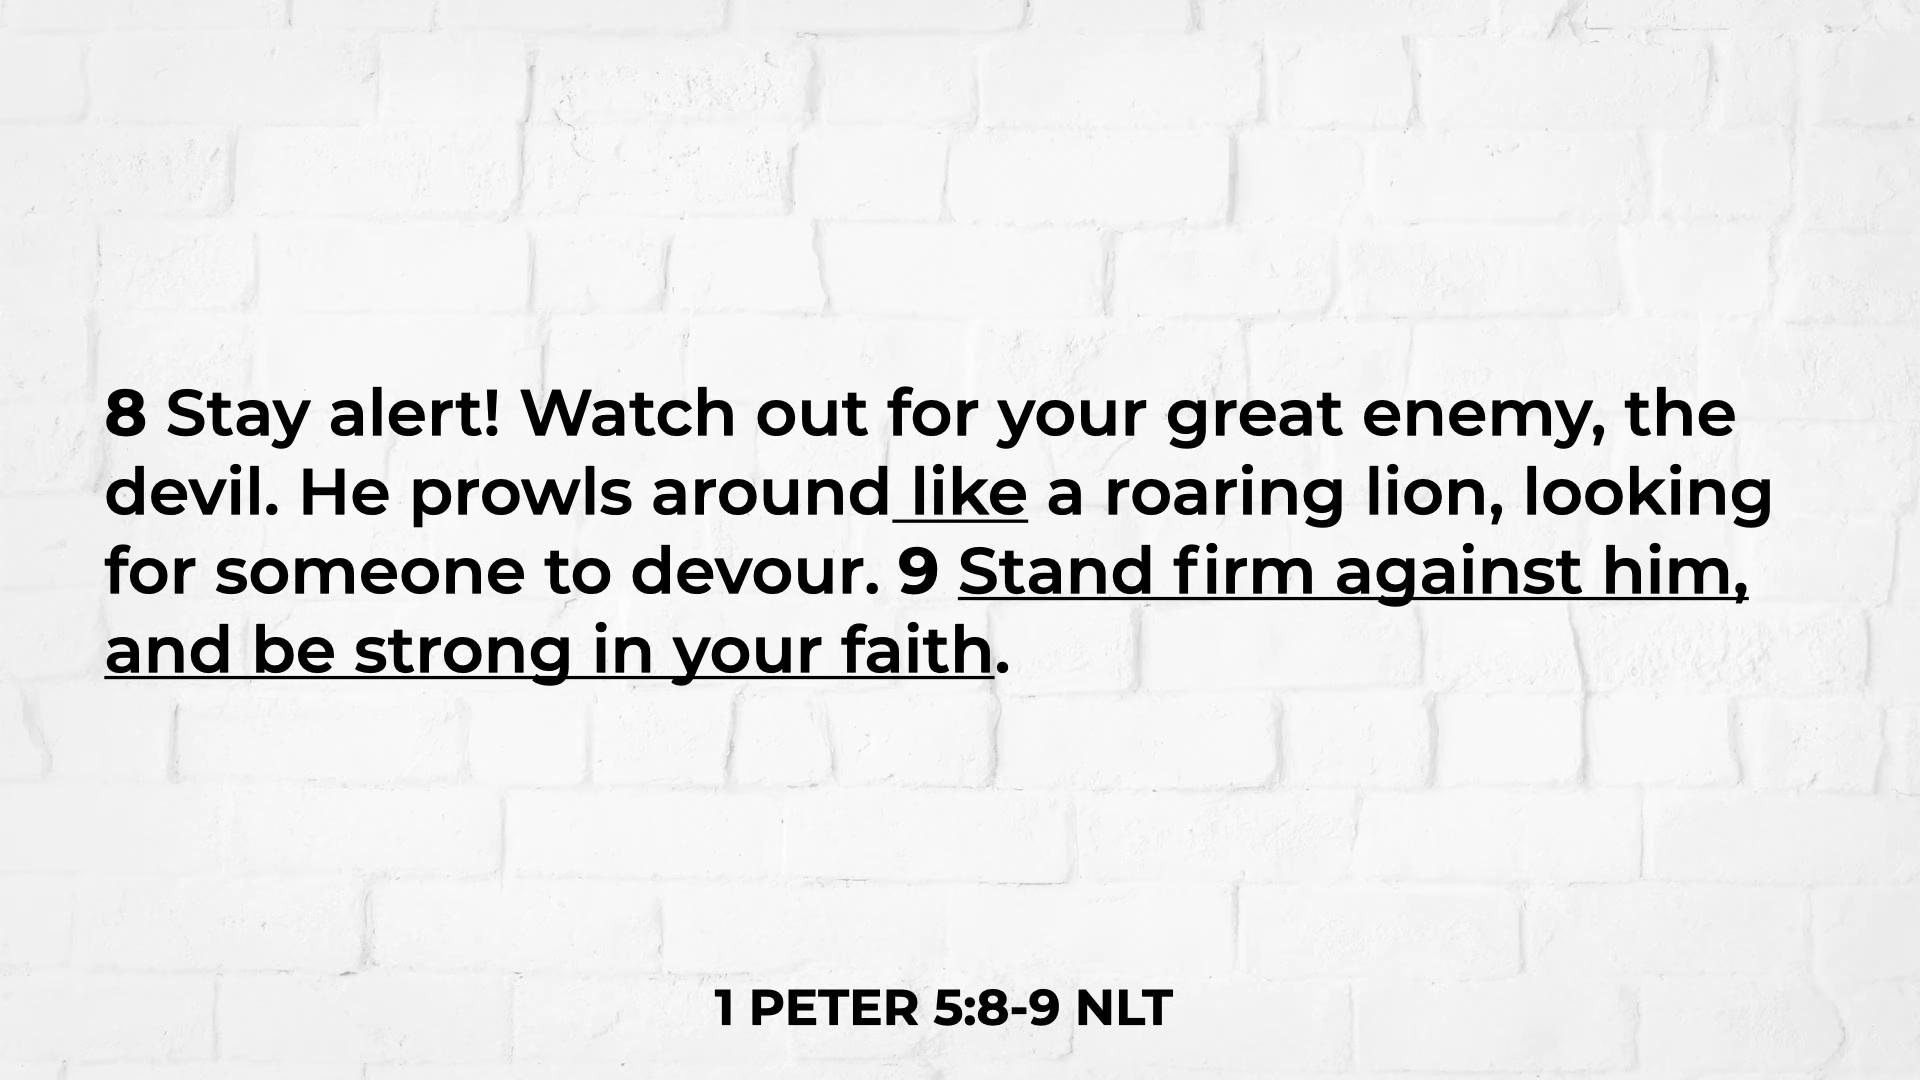 8 Stay alert! Watch out for your great enemy, the
devil. He prowls around like a roaring lion, looking
for someone to devour. 9 Stand firm against him,
and be strong in your faith.
1 PETER 5:8-9 NLT